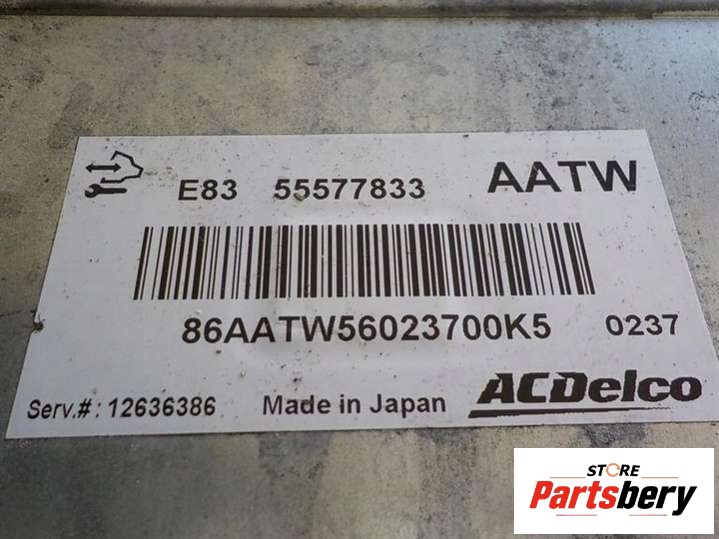 E83 55577833 AATW
86AATW56023700K5 0237
Serv.#: 12636386 Made in Japan ACDelco
STORE
Partsbery